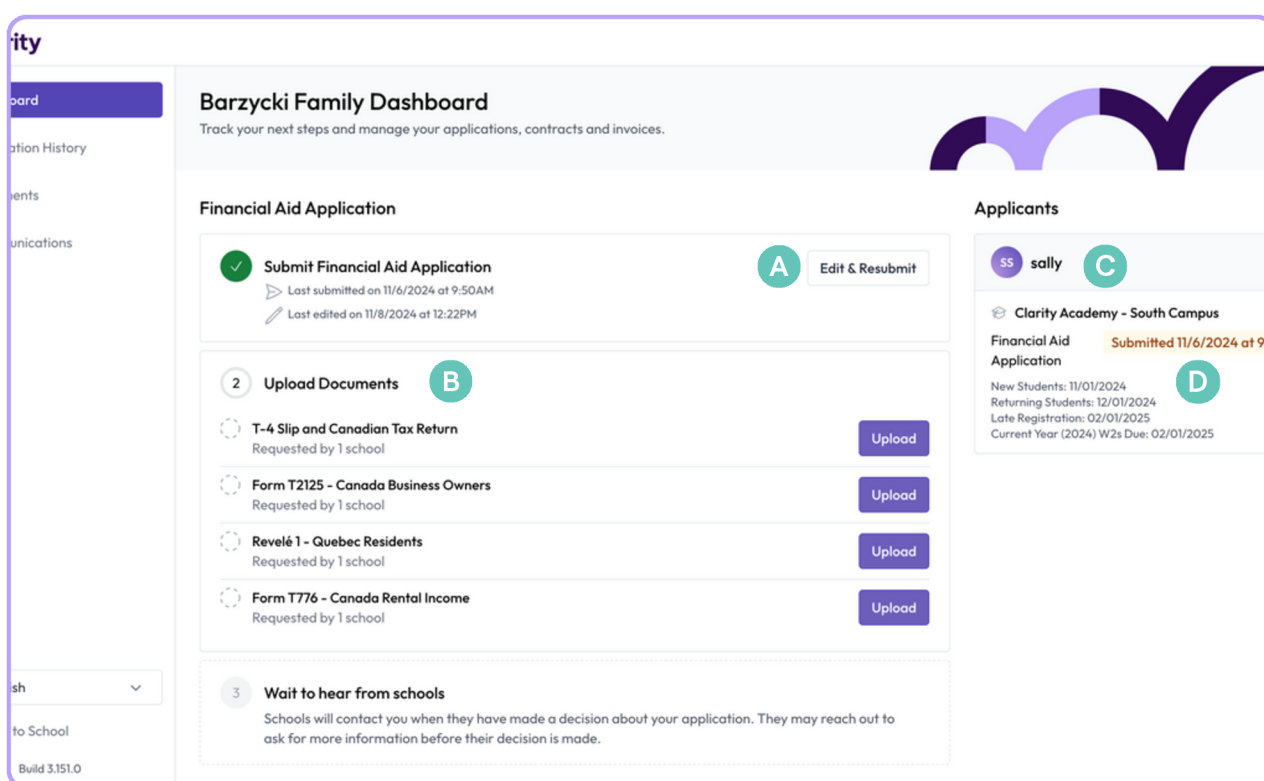 ity
oard
ation History
ents
unications
sh
to School
Build 3.151.0
Barzycki Family Dashboard
Track your next steps and manage your applications, contracts and invoices.
Financial Aid Application
Submit Financial Aid Application
Last submitted on 11/6/2024 at 9:50AM
Last edited on 11/8/2024 at 12:22PM
A
Edit & Resubmit
2
Upload Documents
B
T-4 Slip and Canadian Tax Return
Requested by 1 school
Upload
Form T2125 - Canada Business Owners
Requested by 1 school
Upload
Revelé 1 - Quebec Residents
Requested by 1 school
Upload
Form T776 - Canada Rental Income
Requested by 1 school
Upload
3
Wait to hear from schools
Schools will contact you when they have made a decision about your application. They may reach out to
ask for more information before their decision is made.
Applicants
SS
sally
C
Clarity Academy - South Campus
Financial Aid
Application
Submitted 11/6/2024 at 9
D
New Students: 11/01/2024
Returning Students: 12/01/2024
Late Registration: 02/01/2025
Current Year (2024) W2s Due: 02/01/2025